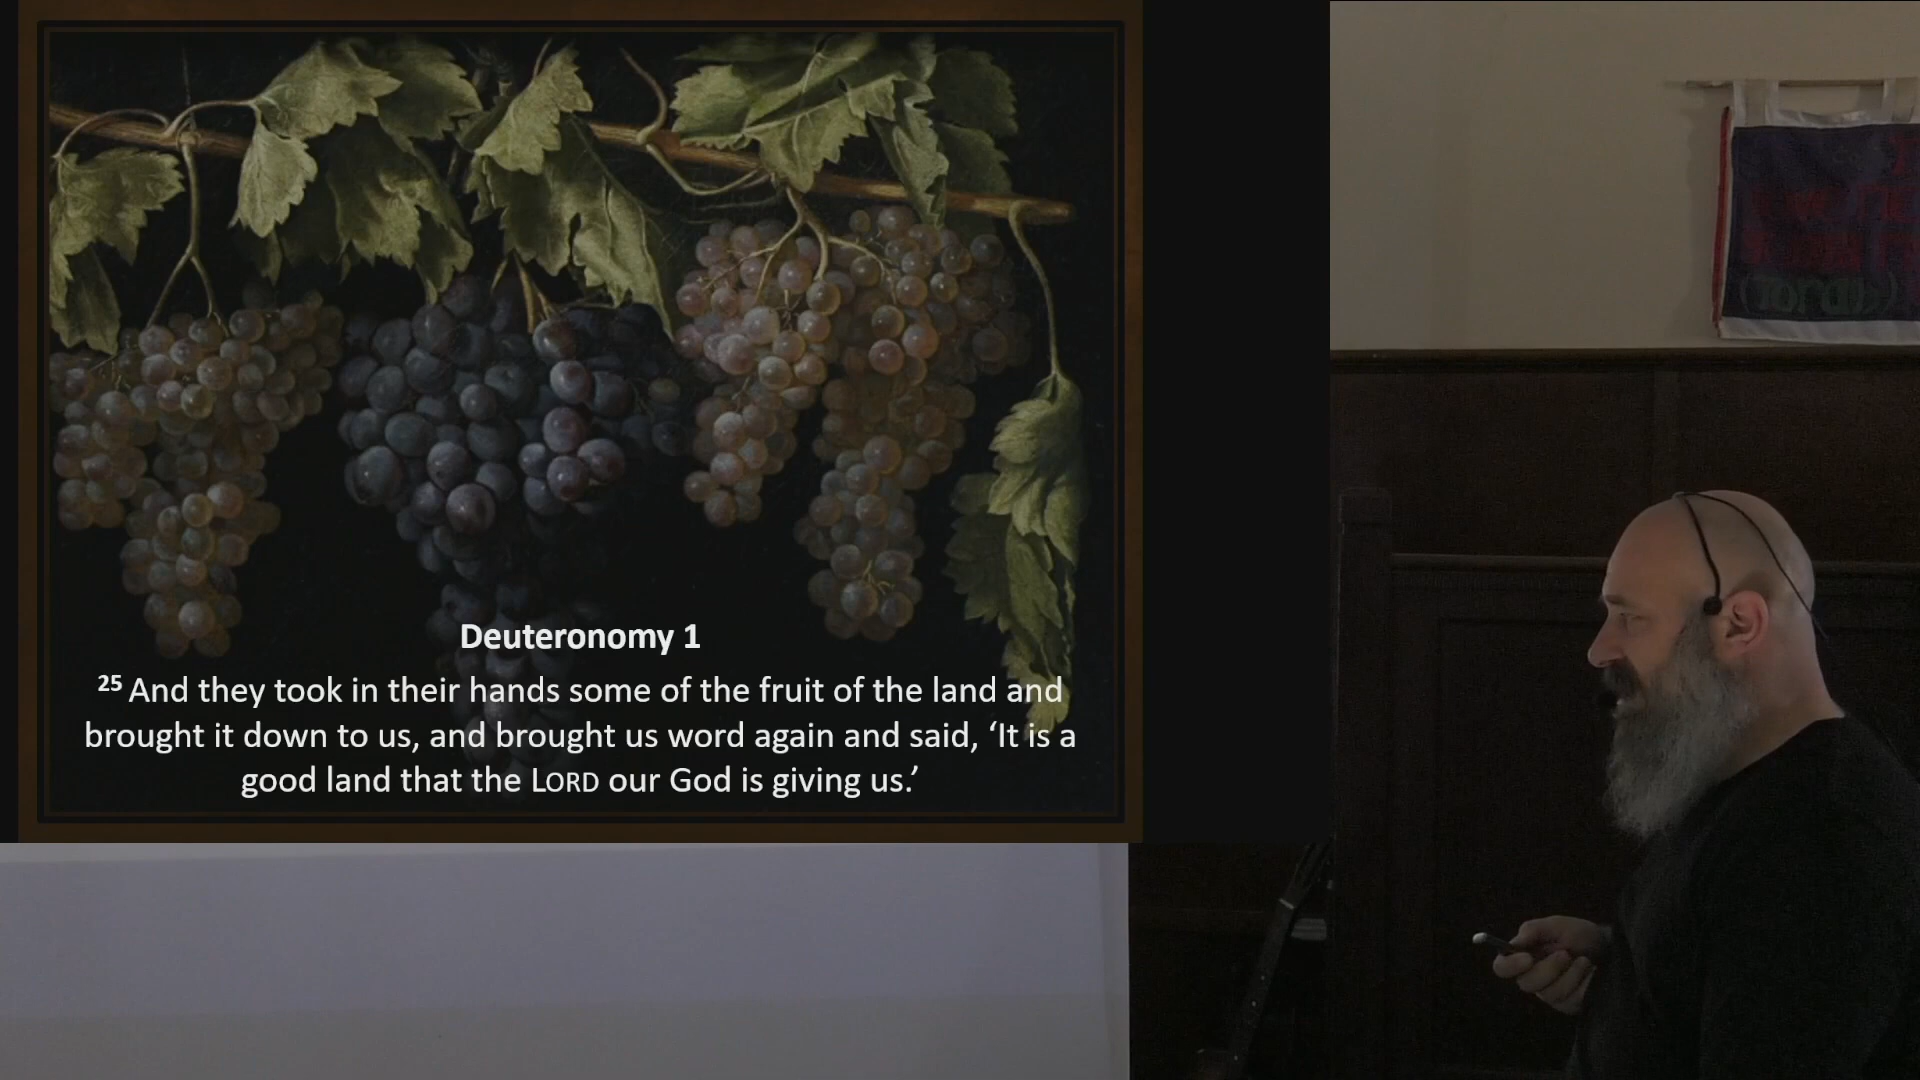 Deuteronomy 1
25 And they took in their hands some of the fruit of the land and
brought it down to us, and brought us word again and said, ‘It is a
good land that the LORD our God is giving us.’